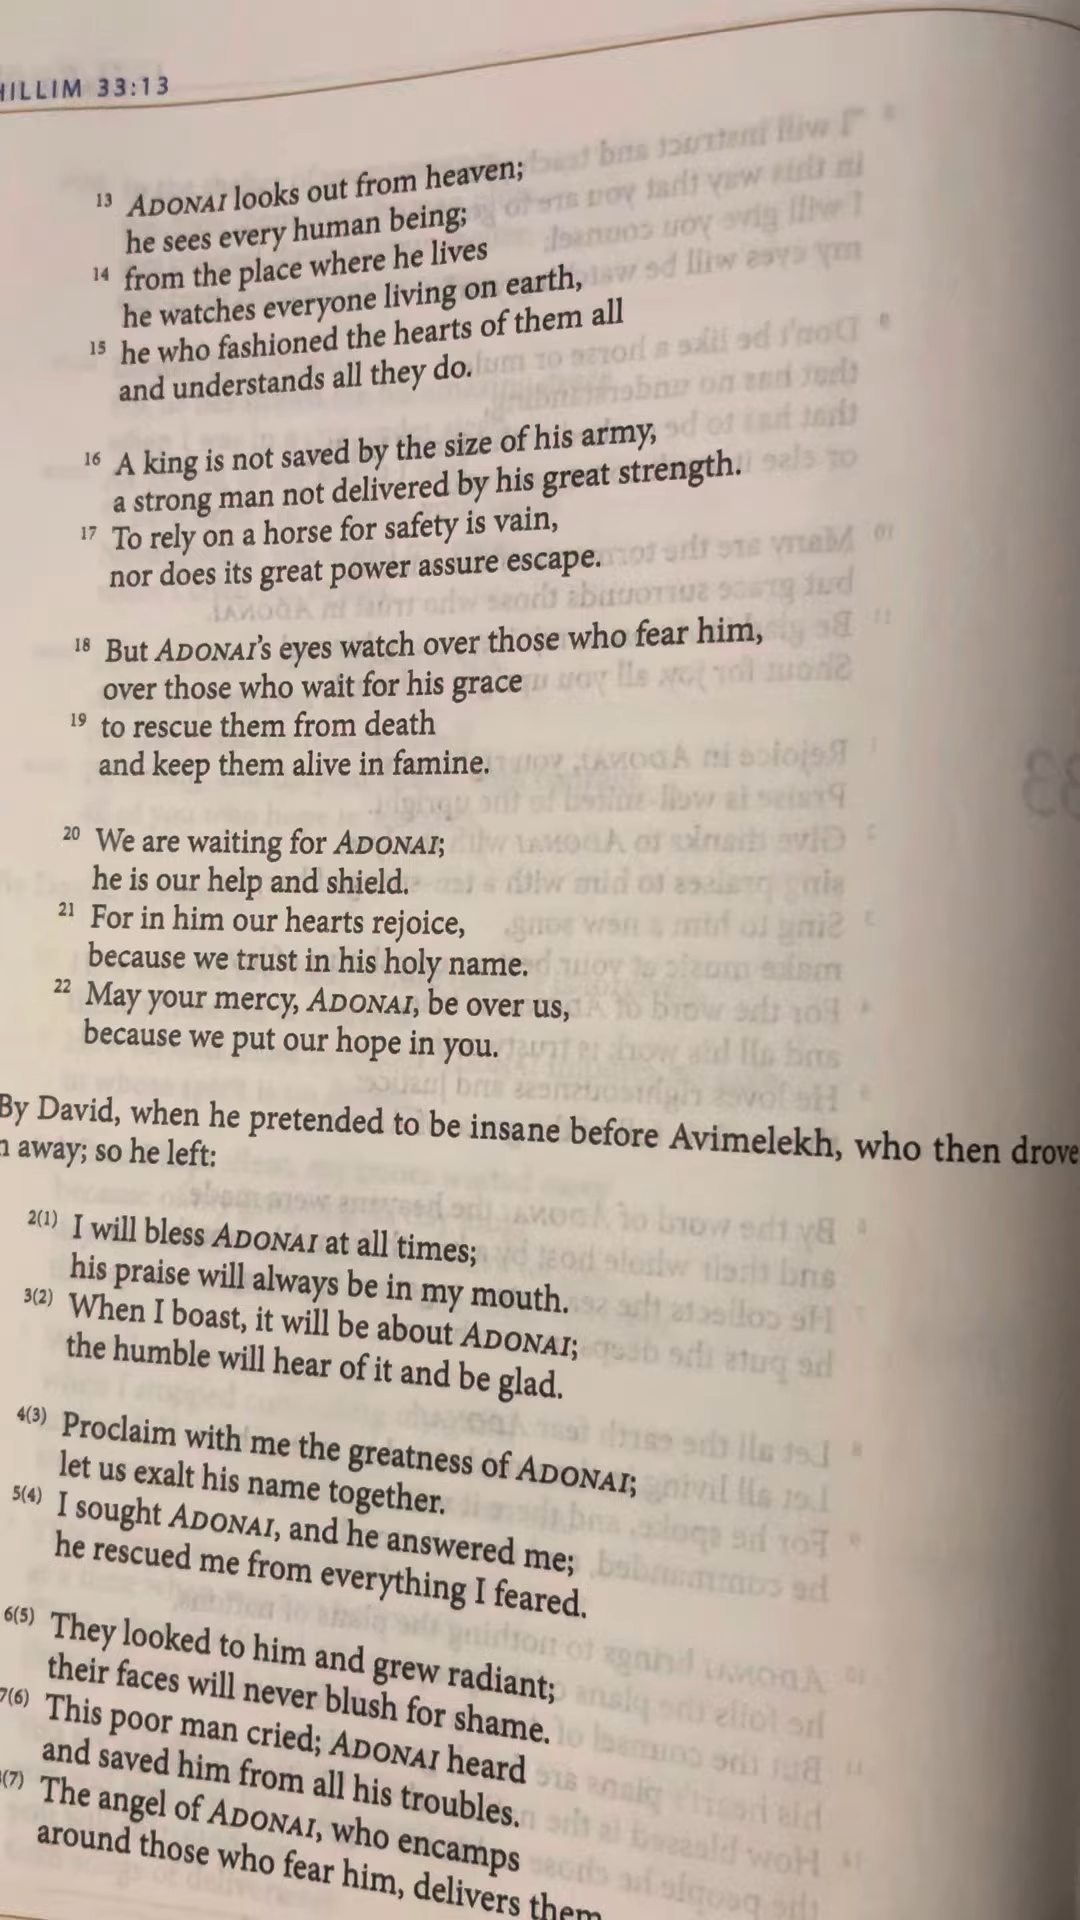 HILLIM 33:13
13 ADONAI looks out from heaven;
he sees every human being;
14 from the place where he lives
he watches everyone living on earth,
15 he who fashioned the hearts of them all
and understands all they do.
16 A king is not saved by the size of his army,
a strong man not delivered by his great strength.
17 To rely on a horse for safety is vain,
nor does its great power assure escape.
18 But ADONAI's eyes watch over those who fear him,
over those who wait for his grace
19 to rescue them from death
and keep them alive in famine.
20 We are waiting for ADONAI;
he is our help and shield.
21 For in him our hearts rejoice,
because we trust in his holy name.
22 May your mercy, ADONAI, be over us,
because we put our hope in you.
By David, when he pretended to be insane before Avimelekh, who then drove
away; so he left:
2(1) I will bless ADONAI at all times;
his praise will always be in my mouth.
3(2) When I boast, it will be about ADONAI;
the humble will hear of it and be glad.
4(3) Proclaim with me the greatness of ADONAI;
let us exalt his name together.
5(4) I sought ADONAI, and he answered me;
he rescued me from everything I feared.
6(5) They looked to him and grew radiant;
their faces will never blush for shame.
7(6) This poor man cried; ADONAI heard
and saved him from all his troubles.
(7) The angel of ADONAI, who encamps
around those who fear him, delivers them